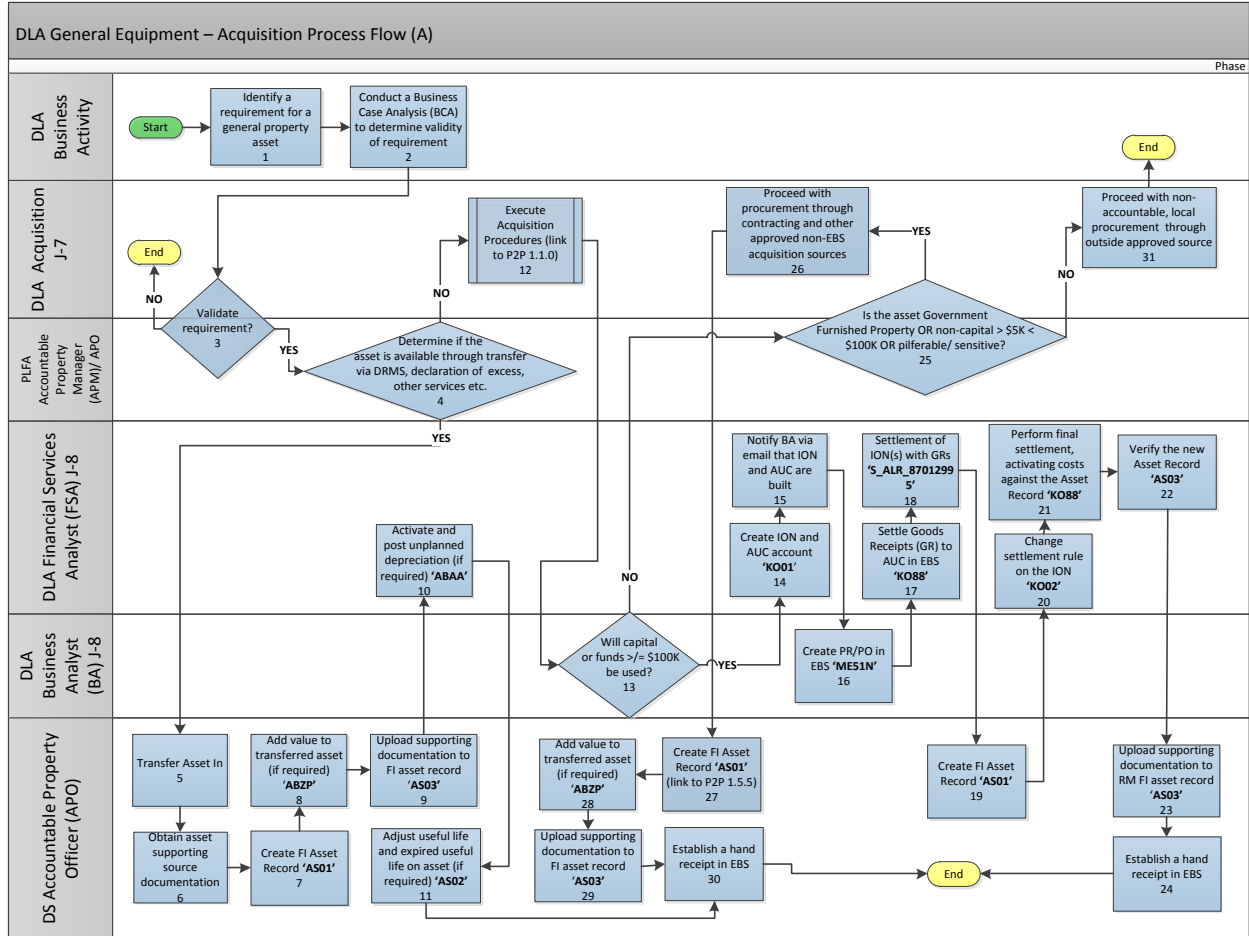 DLA General Equipment – Acquisition Process Flow (A)
Phase
DLA
Business
Activity
Start
Identify a
requirement for a
general property
asset
1
Conduct a Business
Case Analysis (BCA)
to determine validity
of requirement
2
End
DLA Acquisition
J-7
End
NO
Validate
requirement?
3
YES
Execute
Acquisition
Procedures (link
to P2P 1.1.0)
12
NO
Proceed with
procurement through
contracting and other
approved non-EBS
acquisition sources
26
YES
Proceed with non-
accountable, local
procurement through
outside approved source
31
NO
PLFA
Accountable
Property
Manager
(APM)/ APO
Determine if the
asset is available through transfer
via DRMS, declaration of excess,
other services etc.
4
YES
Is the asset Government
Furnished Property OR non-capital > $5K <
$100K OR pilferable/ sensitive?
25
DLA Financial Services
Analyst (FSA) J-8
Activate and
post unplanned
depreciation (if
required) ‘ABAA’
10
NO
Notify BA via
email that ION
and AUC are
built
15
Create ION and
AUC account
‘KO01’
14
Settlement of
ION(s) with GRs
‘S_ALR_8701299
5’
18
Settle Goods
Receipts (GR) to
AUC in EBS
‘KO88’
17
Perform final
settlement,
activating costs
against the Asset
Record ‘KO88’
21
Change
settlement rule
on the ION
‘KO02’
20
Verify the new
Asset Record
‘AS03’
22
DLA
Business
Analyst
(BA) J-8
Will capital
or funds >/= $100K
be used?
13
YES
Create PR/PO in
EBS ‘ME51N’
16
DS Accountable Property
Officer (APO)
Transfer Asset In
5
Obtain asset
supporting
source
documentation
6
Add value to
transferred asset
(if required)
‘ABZP’
8
Create FI Asset
Record ‘AS01’
7
Upload supporting
documentation to
FI asset record
‘AS03’
9
Adjust useful life
and expired useful
life on asset (if
required) ‘AS02’
11
Add value to
transferred asset
(if required)
‘ABZP’
28
Upload supporting
documentation to
FI asset record
‘AS03’
29
Create FI Asset
Record ‘AS01’
(link to P2P 1.5.5)
27
Establish a hand
receipt in EBS
30
Create FI Asset
Record ‘AS01’
19
End
Upload supporting
documentation to
RM FI asset record
‘AS03’
23
Establish a hand
receipt in EBS
24